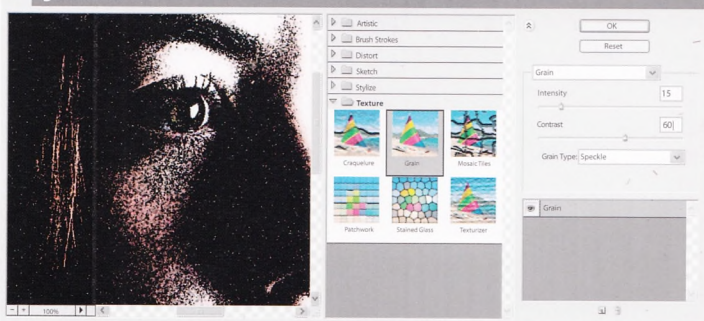 Artistic
Brush Strokes
Distort
Sketch
Stylize
Texture
Craquelure
Grain
Mosaic Tiles
Patchwork
Stained Glass
Texturizer
100%
OK
Reset
Grain
Intensity 15
Contrast 60
Grain Type: Speckle
Grain